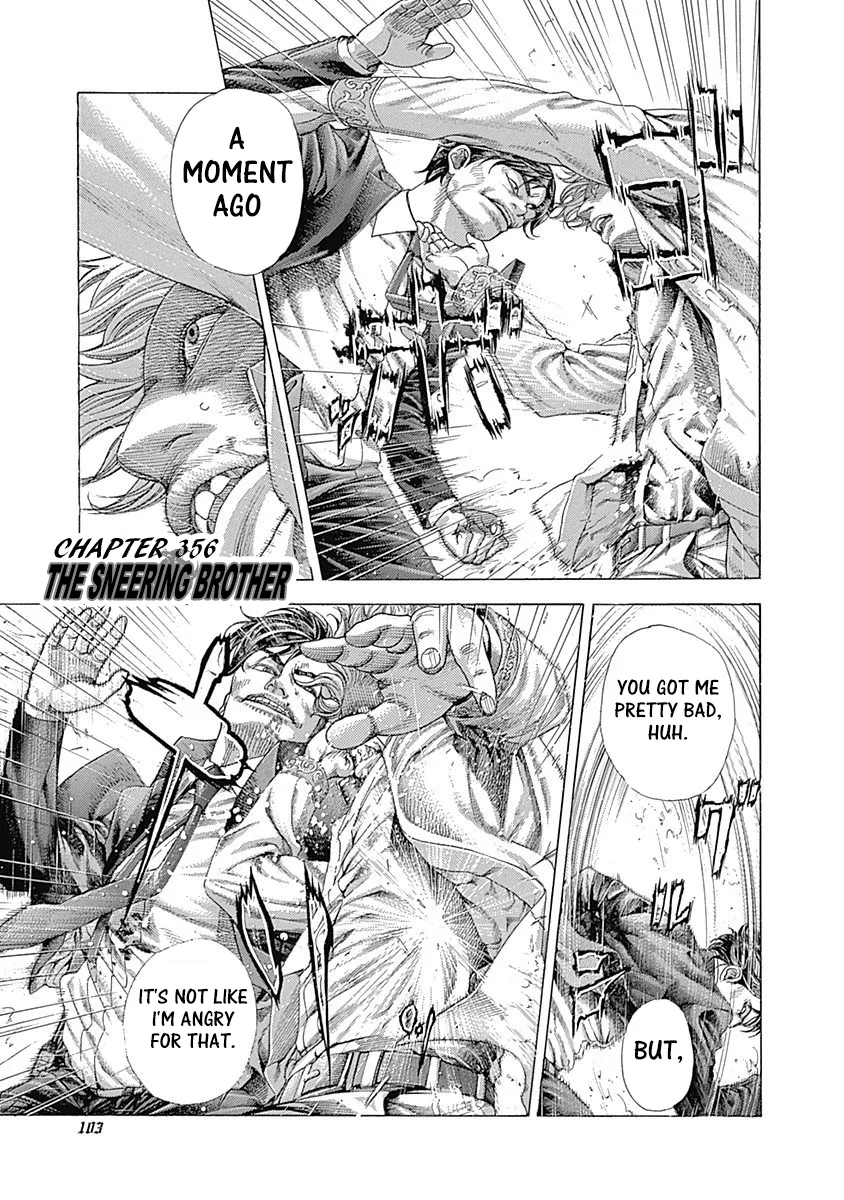 A
MOMENT
AGO
CHAPTER 356
THE SNEERING BROTHER
YOU GOT ME
PRETTY BAD,
HUH.
BUT,
IT'S NOT LIKE
I'M ANGRY
FOR THAT.
103